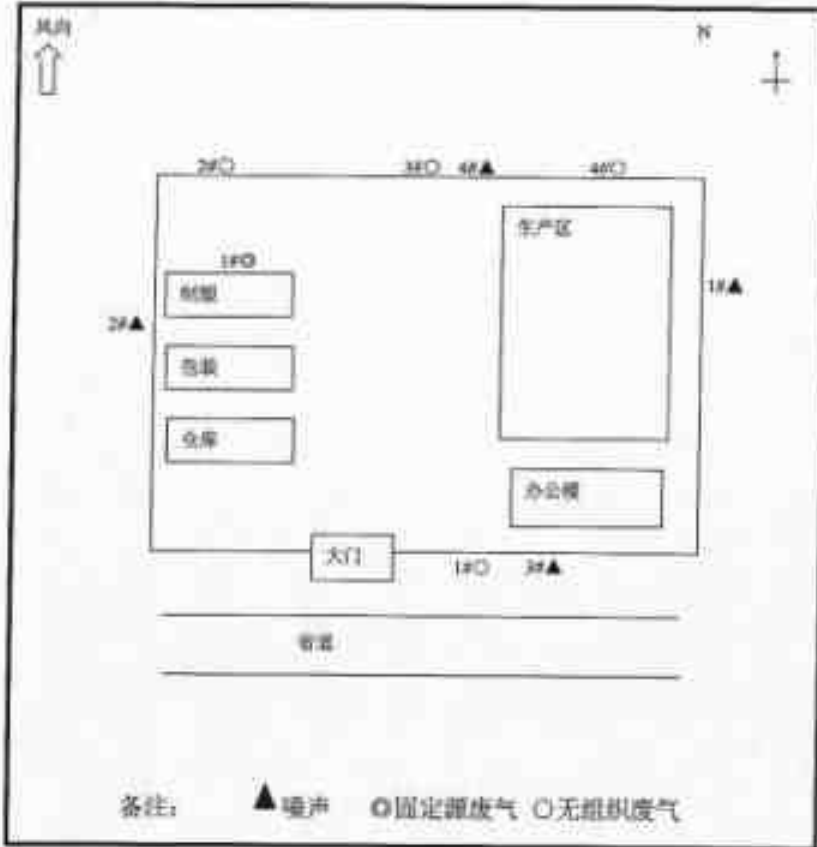 风向
N
2#○
3#○ 4#▲
4#○
生产区
1#◎
1#▲
制胶
2#▲
包装
仓库
办公楼
大门
1#○
3#▲
省道
备注：
▲噪声
◎固定源废气
○无组织废气